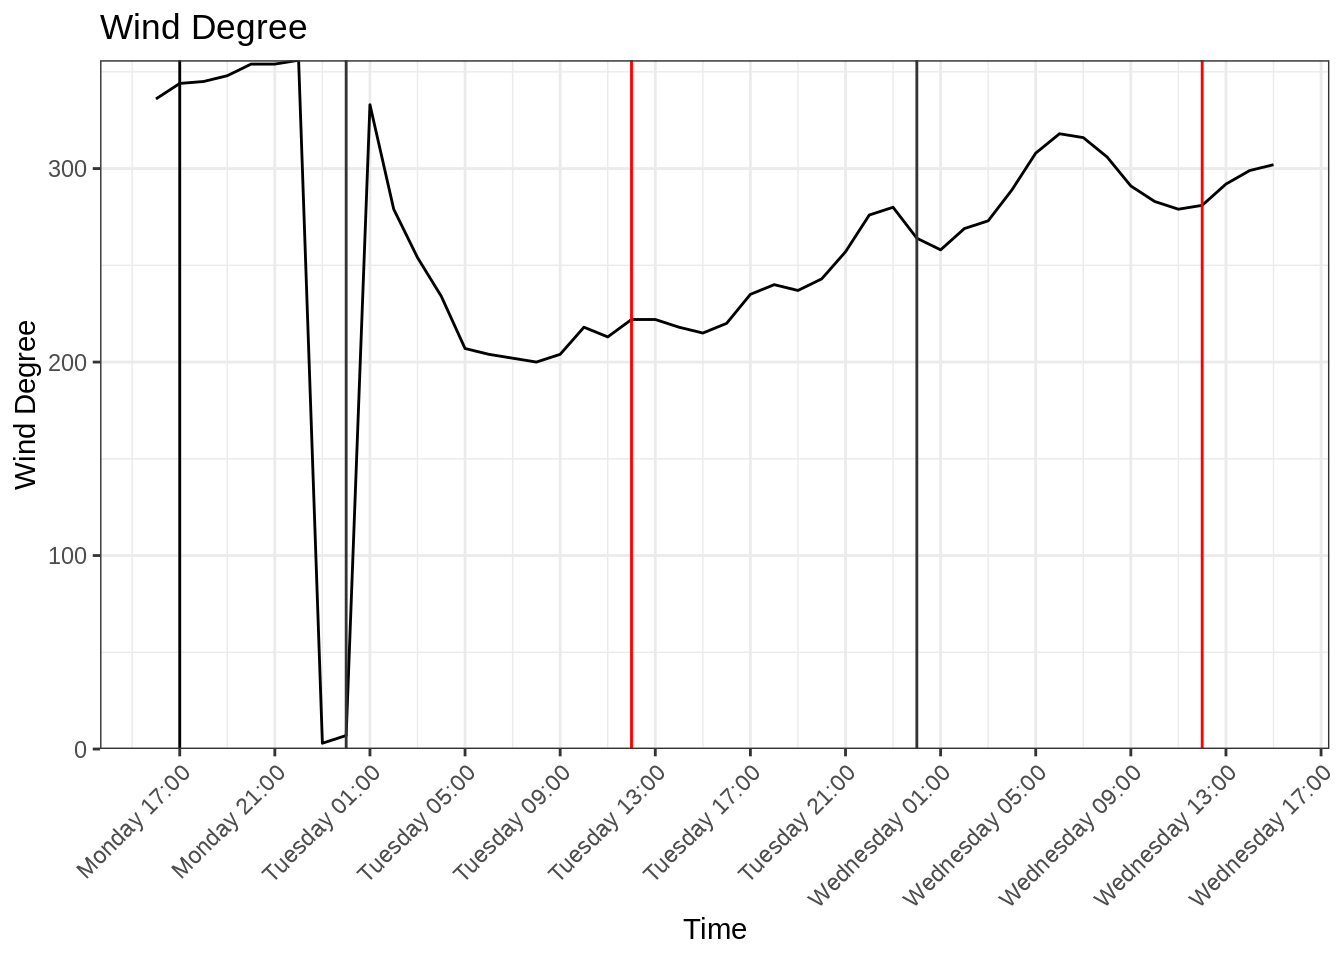 Wind Degree
Wind Degree
300
200
100
0
Monday 17:00
Monday 21:00
Tuesday 01:00
Tuesday 05:00
Tuesday 09:00
Tuesday 13:00
Tuesday 17:00
Tuesday 21:00
Wednesday 01:00
Wednesday 05:00
Wednesday 09:00
Wednesday 13:00
Wednesday 17:00
Time